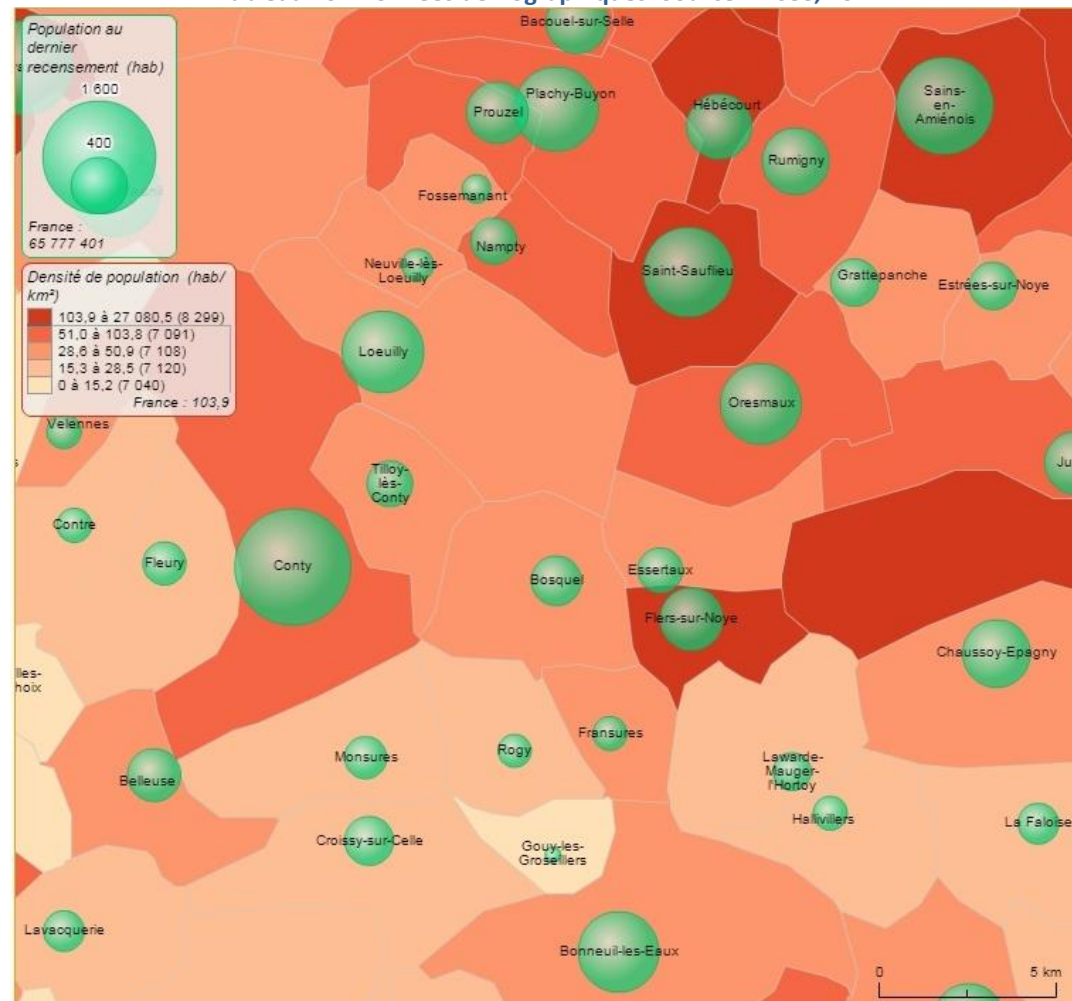 Population au
dernier
recensement (hab)
1 600
400
France :
65 777 401
Densité de population (hab/
km²)
103,9 à 27 080,5 (8 299)
51,0 à 103,8 (7 091)
28,6 à 50,9 (7 108)
15,3 à 28,5 (7 120)
0 à 15,2 (7 040)
France : 103,9
Bacouel-sur-Selle
Plachy-Buyon
Prouzel
Hébécourt
Sains-
en-
Amiénois
Rumigny
Fossemanant
Nampty
Neuville-lès-
Loeuilly
Saint-Sauflieu
Grattepanche
Estrées-sur-Noye
Loeuilly
Oresmaux
Velennes
Ju
Tilloy-
lès-
Conty
Contre
Fleury
Conty
Bosquel
Essertaux
Flers-sur-Noye
Chaussoy-Epagny
lles-
hoix
Fransures
Rogy
Monsures
Belleuse
Lawarde-
Mauger-
l'Hortoy
Hallivillers
La Faloise
Croissy-sur-Celle
Gouy-les-
Groseillers
Lavacquerie
Bonneuil-les-Eaux
0 5 km